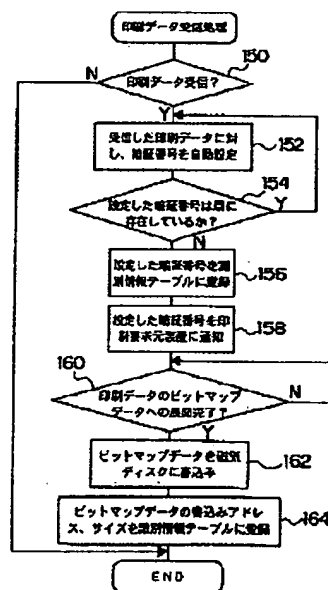 印刷データ受信処理
N
印刷データ受信?
150
Y
受信した印刷データに対
し、暗証番号を自動設定
152
154
設定した暗証番号は既に
存在しているか?
Y
N
設定した暗証番号を識
別情報テーブルに登録
156
設定した暗証番号を印
刷要求元装置に通知
158
160
印刷データのビットマップ
データへの展開完了?
N
Y
ビットマップデータを磁気
ディスクに書込み
162
ビットマップデータの書込みアドレ
ス、サイズを識別情報テーブルに登録
164
END